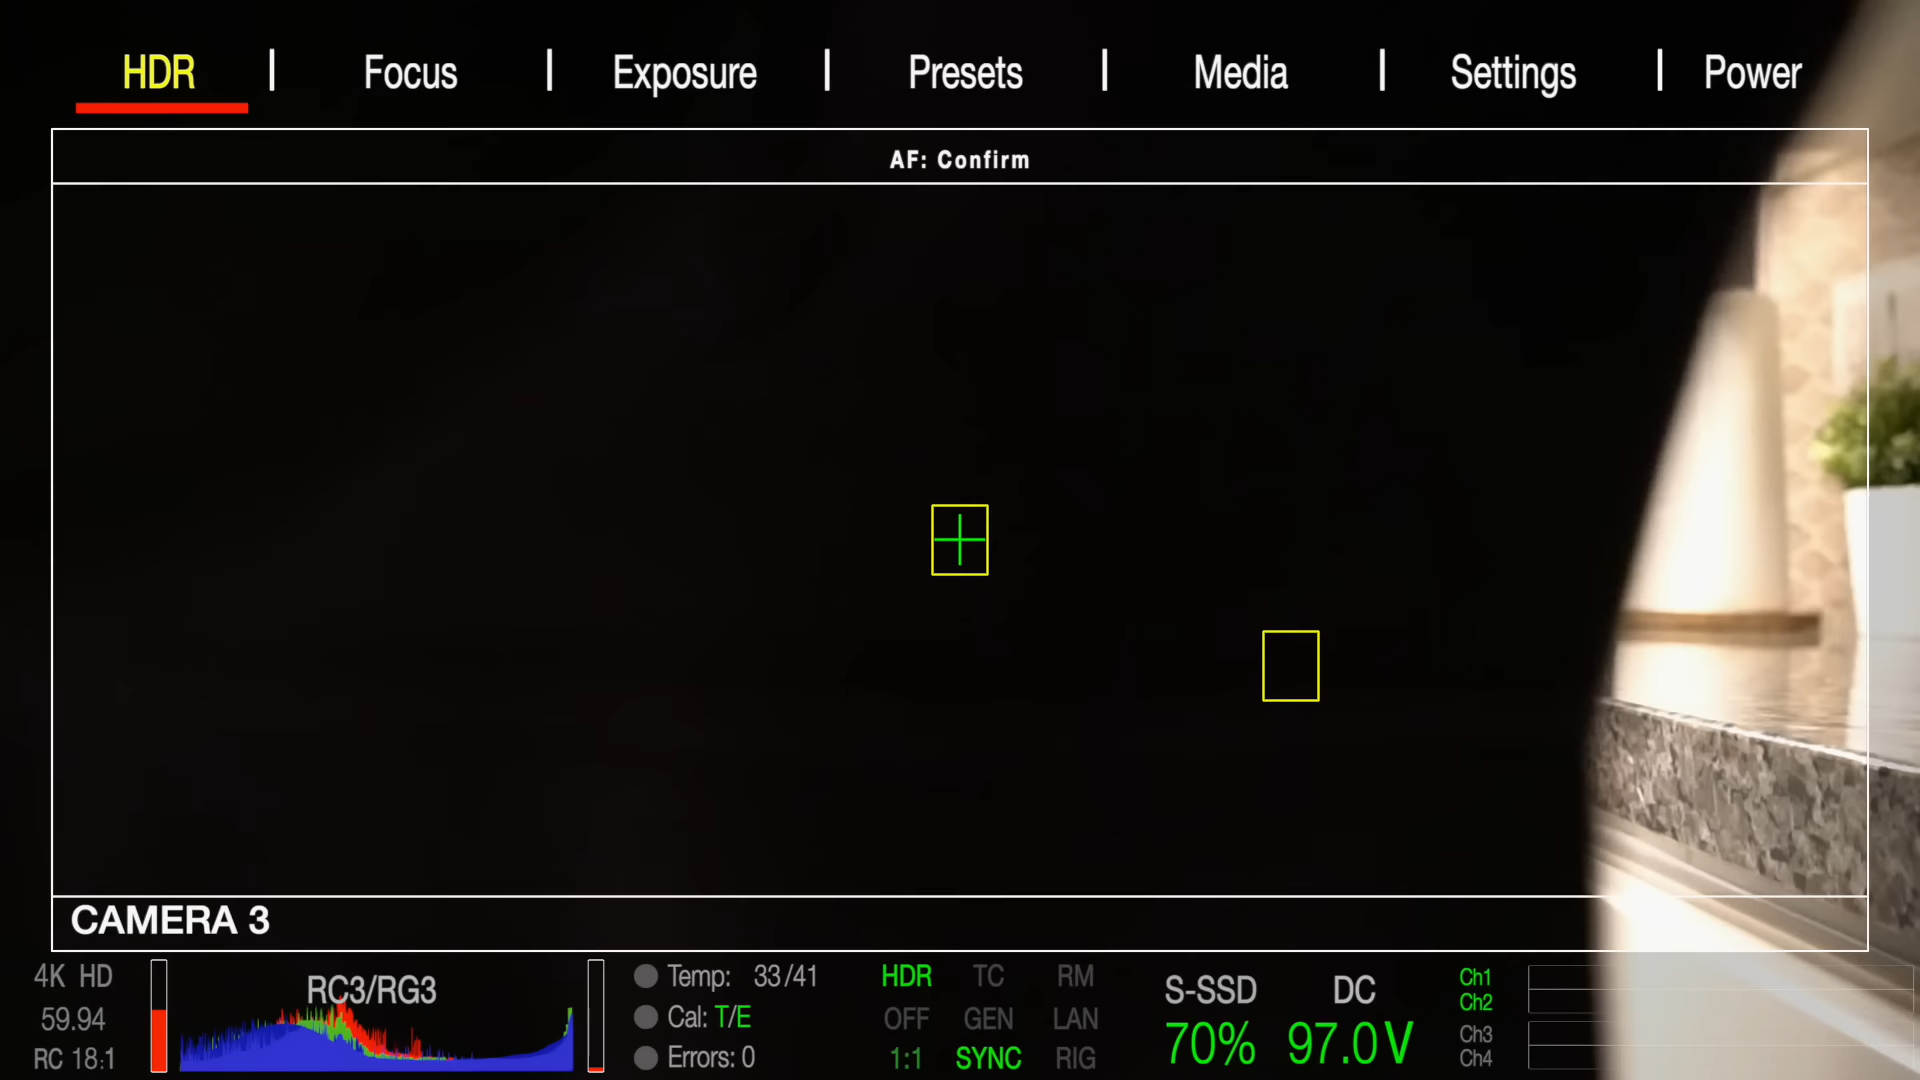 HDR | Focus | Exposure | Presets | Media | Settings | Power
AF: Confirm
CAMERA 3
4K HD
59.94
RC 18:1
RC3/RG3
Temp: 33/41
Cal: T/E
Errors: 0
HDR TC RM
OFF GEN LAN
1:1 SYNC RIG
S-SSD
70%
DC
97.0 V
Ch1
Ch2
Ch3
Ch4